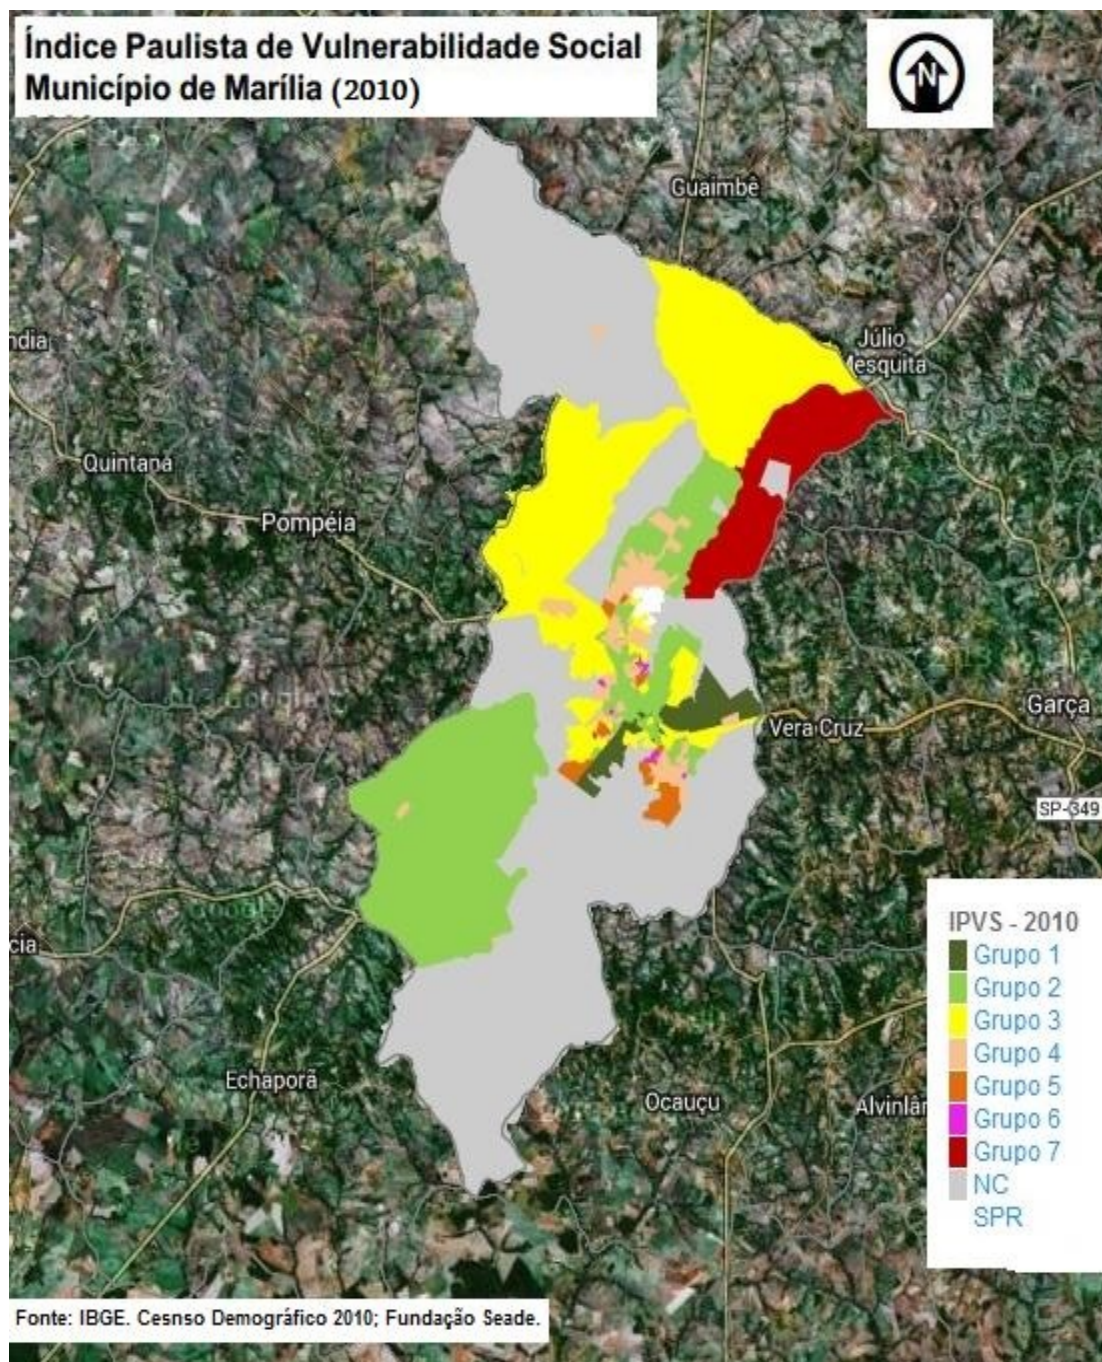 Índice Paulista de Vulnerabilidade Social
Município de Marília (2010)
N
Guaimbê
ndia
Júlio
Mesquita
Quintana
Pompéia
Garça
Vera Cruz
SP-349
cia
Google
IPVS - 2010
Grupo 1
Grupo 2
Grupo 3
Grupo 4
Grupo 5
Grupo 6
Grupo 7
NC
SPR
Echaporã
Ocauçu
Alvinlâ
Fonte: IBGE. Cesnso Demográfico 2010; Fundação Seade.